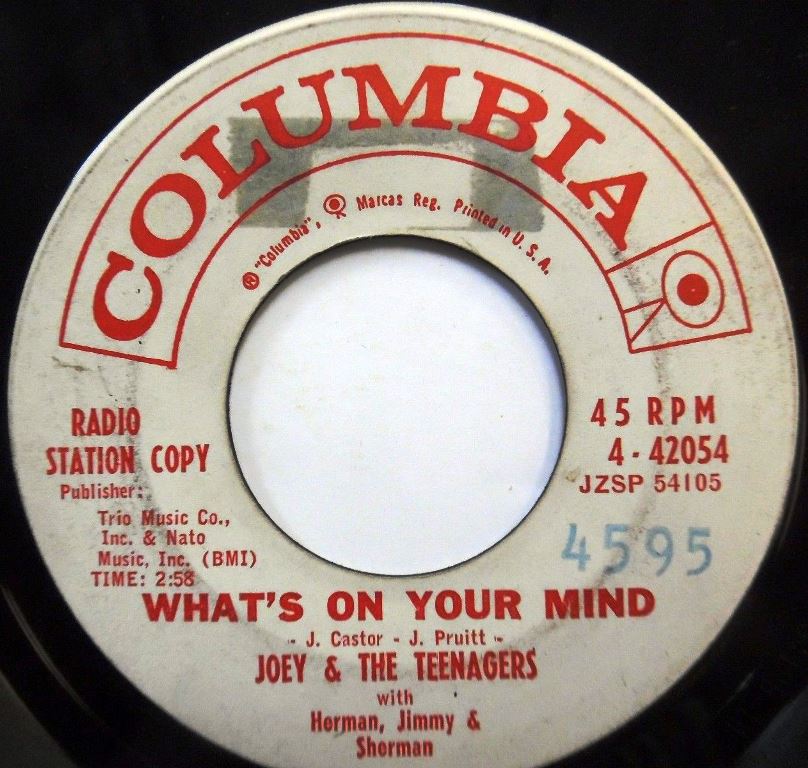 COLUMBIA
® "Columbia", Marcas Reg. Printed in U. S. A.
RADIO
STATION COPY
Publisher:
Trio Music Co.,
Inc. & Nato
Music, Inc. (BMI)
TIME: 2:58
45 RPM
4-42054
JZSP 54105
4595
WHAT'S ON YOUR MIND
- J. Castor - J. Pruitt -
JOEY & THE TEENAGERS
with
Herman, Jimmy &
Sherman